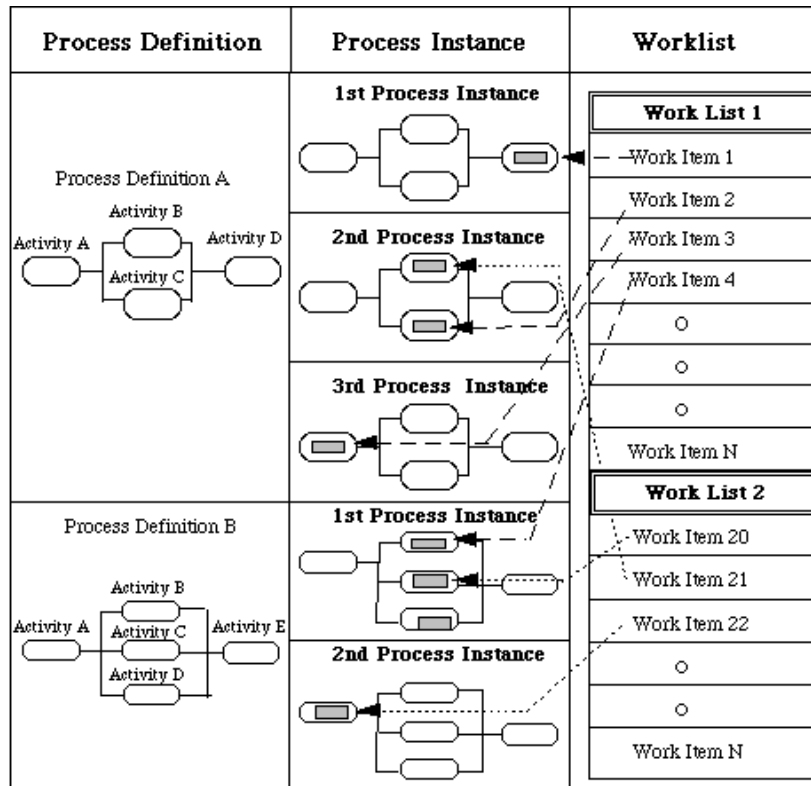 Process Definition
Process Instance
Worklist
Process Definition A
Activity A
Activity B
Activity C
Activity D
1st Process Instance
2nd Process Instance
3rd Process Instance
Work List 1
Work Item 1
Work Item 2
Work Item 3
Work Item 4
Work Item N
Process Definition B
Activity A
Activity B
Activity C
Activity D
Activity E
1st Process Instance
2nd Process Instance
Work List 2
Work Item 20
Work Item 21
Work Item 22
Work Item N